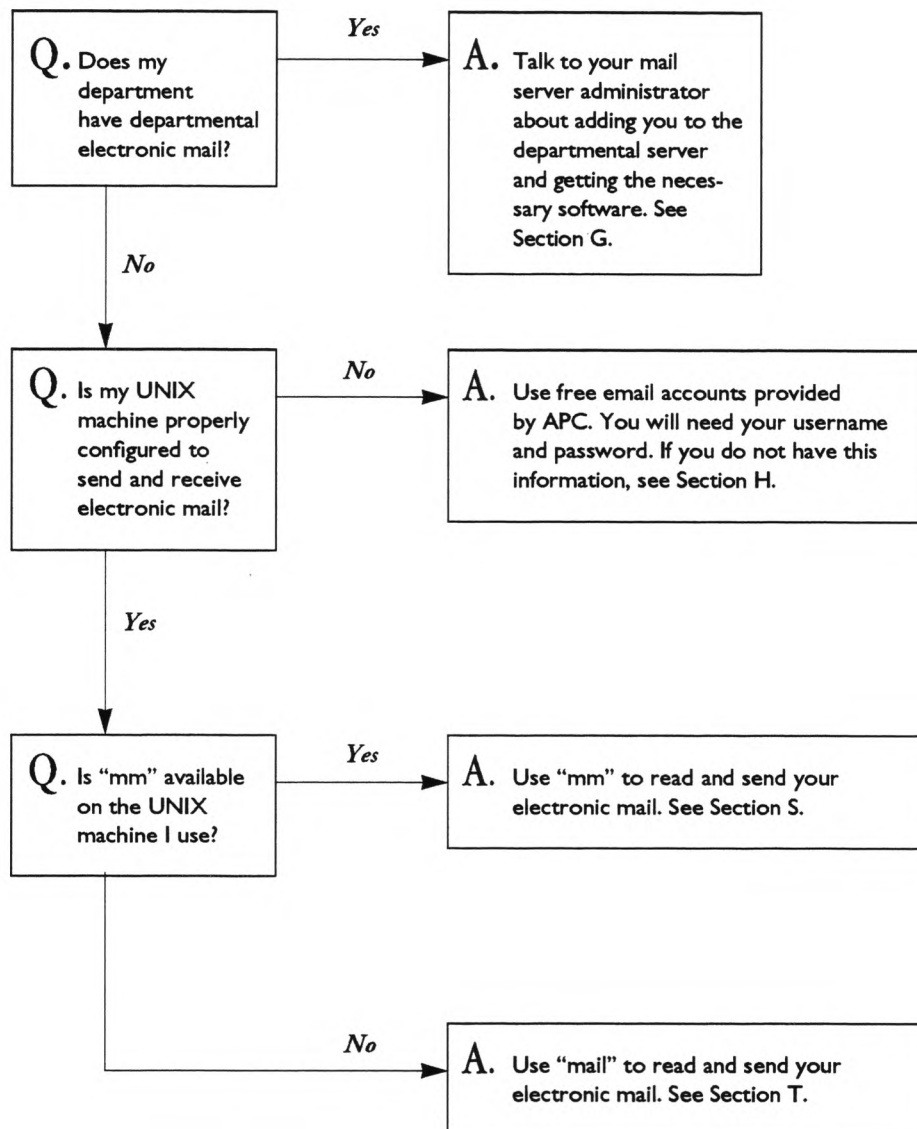 Yes
Q. Does my
department
have departmental
electronic mail?
A. Talk to your mail
server administrator
about adding you to the
departmental server
and getting the neces-
sary software. See
Section G.
No
Q. Is my UNIX
machine properly
configured to
send and receive
electronic mail?
No
A. Use free email accounts provided
by APC. You will need your username
and password. If you do not have this
information, see Section H.
Yes
Q. Is “mm” available
on the UNIX
machine I use?
Yes
A. Use “mm” to read and send your
electronic mail. See Section S.
No
A. Use “mail” to read and send your
electronic mail. See Section T.